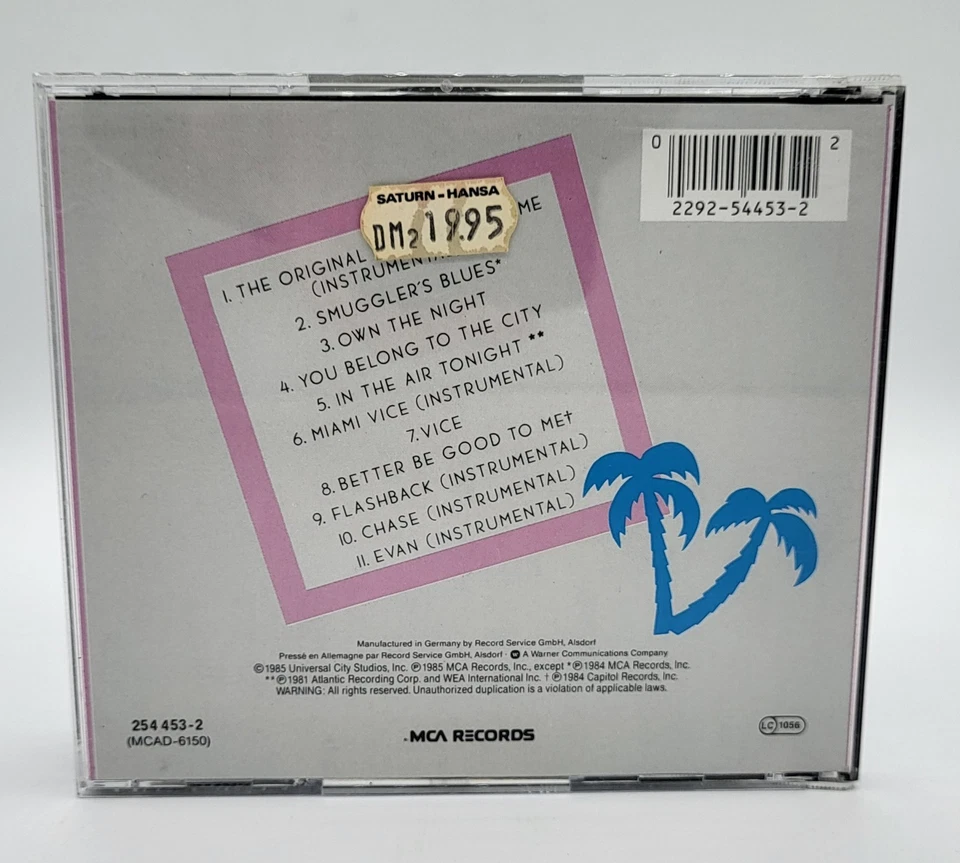 0 2
2292-54453-2
SATURN-HANSA
DM 19.95
1. THE ORIGINAL ME
(INSTRUMENTA
2. SMUGGLER'S BLUES*
3. OWN THE NIGHT
4. YOU BELONG TO THE CITY
5. IN THE AIR TONIGHT **
6. MIAMI VICE (INSTRUMENTAL)
7. VICE
8. BETTER BE GOOD TO ME†
9. FLASHBACK (INSTRUMENTAL)
10. CHASE (INSTRUMENTAL)
11. EVAN (INSTRUMENTAL)
Manufactured in Germany by Record Service GmbH, Alsdorf
Pressé en Allemagne par Record Service GmbH, Alsdorf · A Warner Communications Company
©1985 Universal City Studios, Inc. ℗1985 MCA Records, Inc., except *℗1984 MCA Records, Inc.
**℗1981 Atlantic Recording Corp. and WEA International Inc. † ℗1984 Capitol Records, Inc.
WARNING: All rights reserved. Unauthorized duplication is a violation of applicable laws.
254 453-2
(MCAD-6150)
.MCA RECORDS
LC 1056